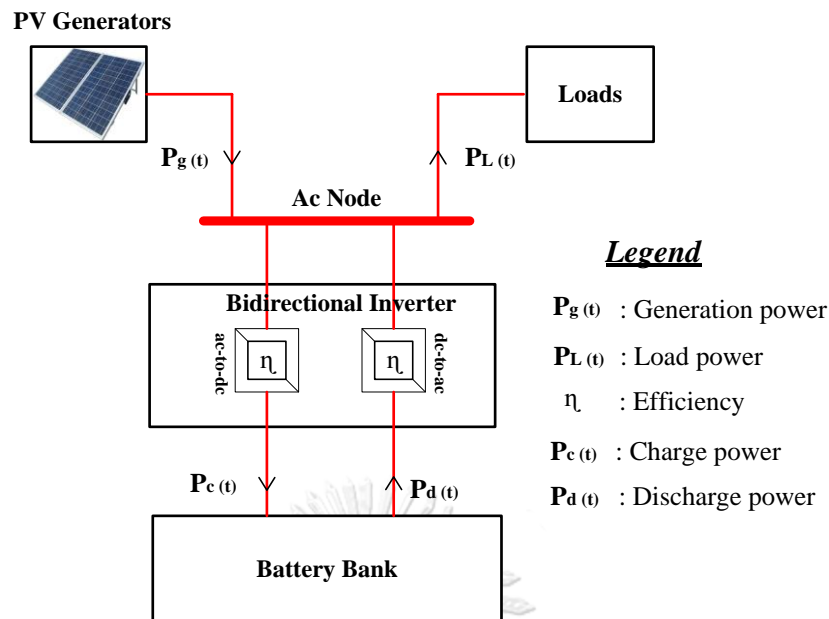 PV Generators
Loads
Pg (t)
PL (t)
Ac Node
Legend
Bidirectional Inverter
ac-to-dc
η
η
dc-to-ac
Pg (t) : Generation power
PL (t) : Load power
η : Efficiency
Pc (t) : Charge power
Pd (t) : Discharge power
Pc (t)
Pd (t)
Battery Bank